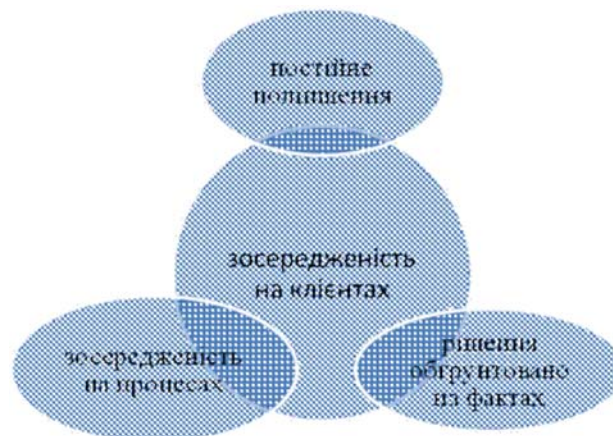 постійне
поліпшення
зосередженість
на клієнтах
зосередженість
на процесах
рішення
обґрунтовано
на фактах